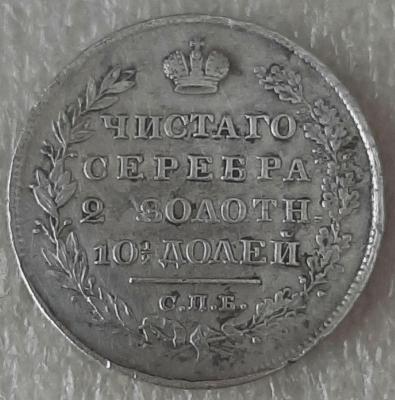 ЧИСТАГО
СЕРЕБРА
2 ЗОЛОТН.
10½ ДОЛЕЙ
С.П.Б.